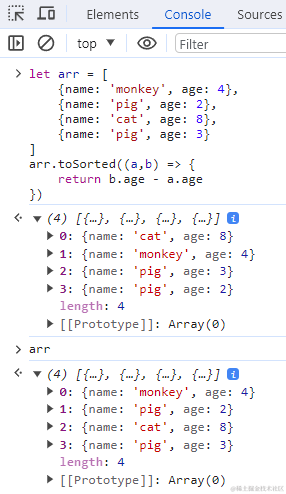 Elements Console Sources
top Filter
let arr = [
{name: 'monkey', age: 4},
{name: 'pig', age: 2},
{name: 'cat', age: 8},
{name: 'pig', age: 3}
]
arr.toSorted((a,b) => {
return b.age - a.age
})
(4) [{…}, {…}, {…}, {…}] i
0: {name: 'cat', age: 8}
1: {name: 'monkey', age: 4}
2: {name: 'pig', age: 3}
3: {name: 'pig', age: 2}
length: 4
[[Prototype]]: Array(0)
arr
(4) [{…}, {…}, {…}, {…}] i
0: {name: 'monkey', age: 4}
1: {name: 'pig', age: 2}
2: {name: 'cat', age: 8}
3: {name: 'pig', age: 3}
length: 4
[[Prototype]]: Array(0)
@稀土掘金技术社区